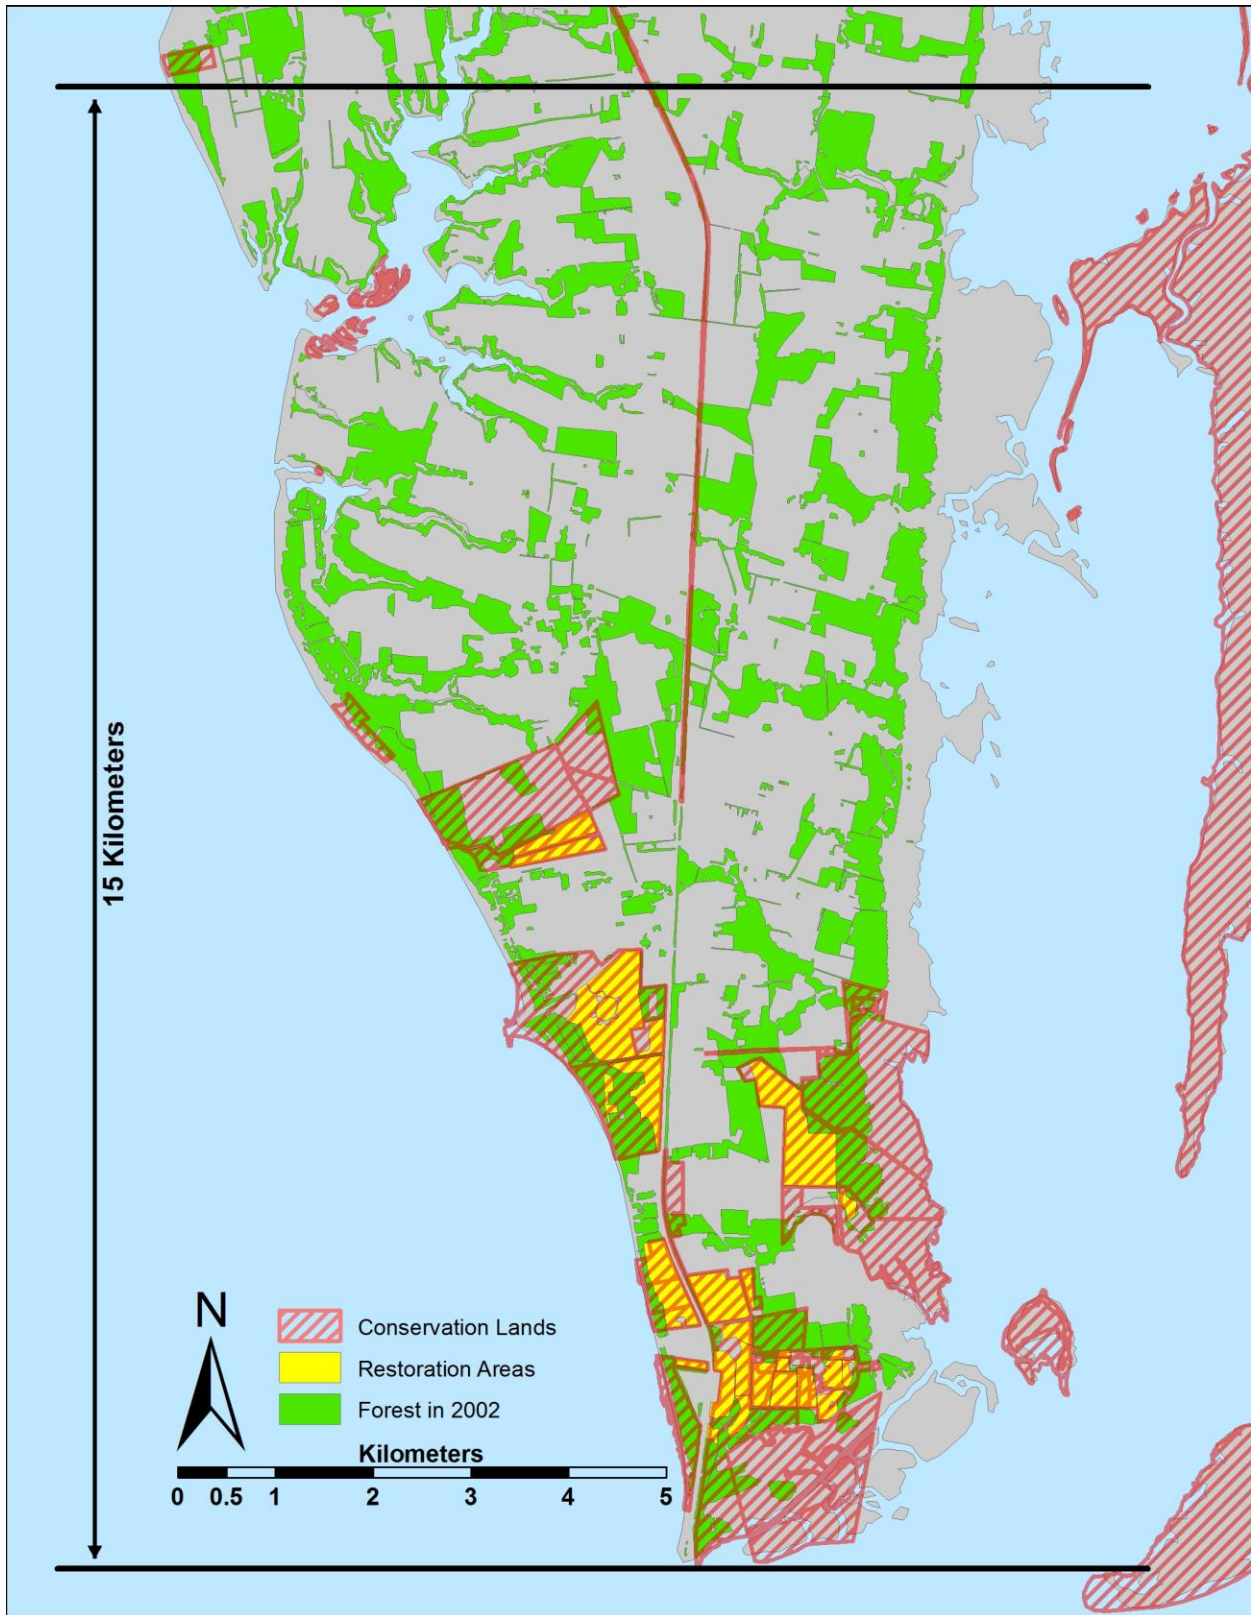 15 Kilometers
N
Conservation Lands
Restoration Areas
Forest in 2002
Kilometers
0 0.5 1 2 3 4 5